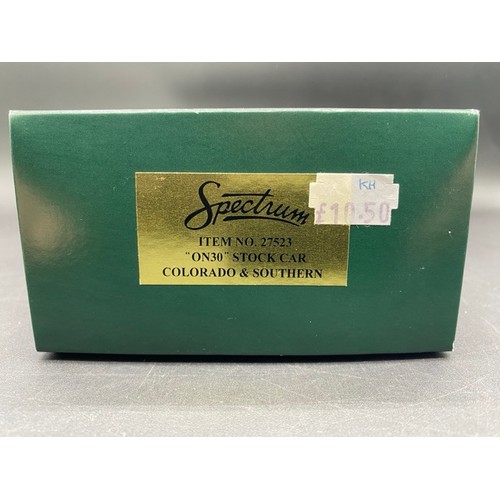 Spectrum
KH
£10.50
ITEM NO. 27523
"ON30" STOCK CAR
COLORADO & SOUTHERN